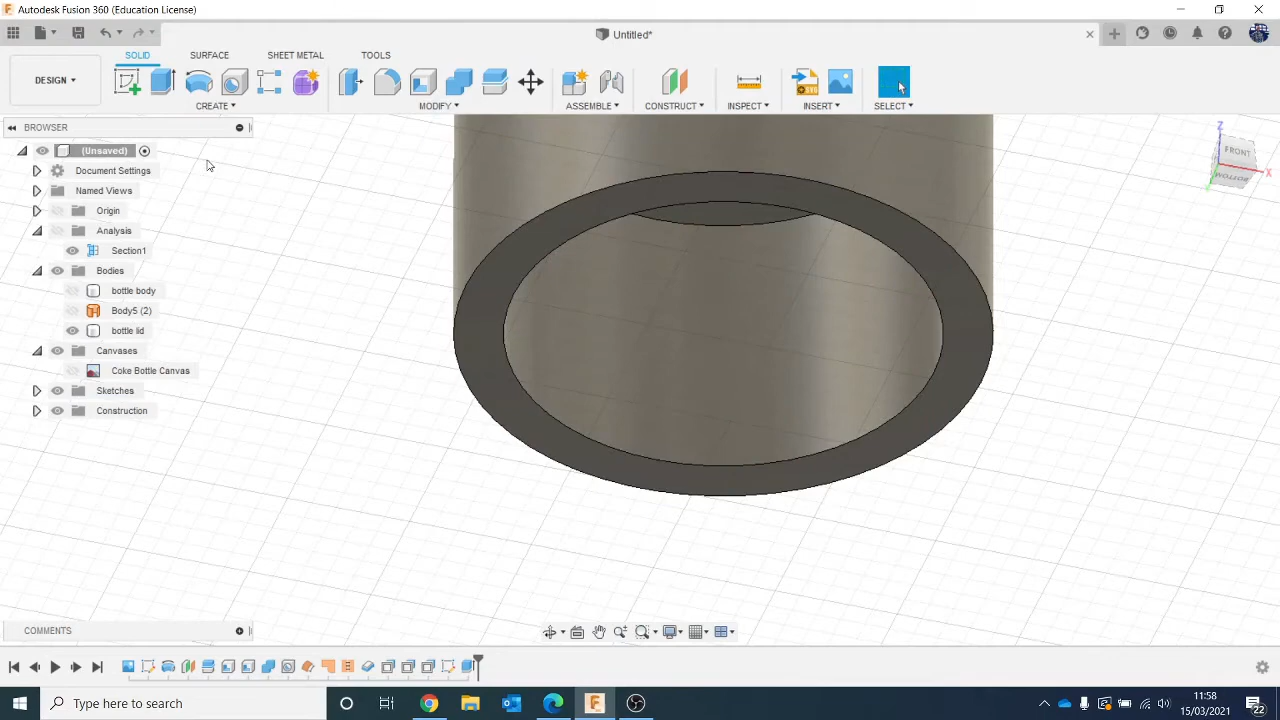 Autodesk Fusion 360 (Education License)
Untitled*
SOLID SURFACE SHEET METAL TOOLS
DESIGN
CREATE MODIFY ASSEMBLE CONSTRUCT INSPECT INSERT SELECT
BROWSER
(Unsaved)
Document Settings
Named Views
Origin
Analysis
Section1
Bodies
bottle body
Body5 (2)
bottle lid
Canvases
Coke Bottle Canvas
Sketches
Construction
Z
FRONT
BOTTOM
X
COMMENTS
Type here to search
11:58
15/03/2021
22